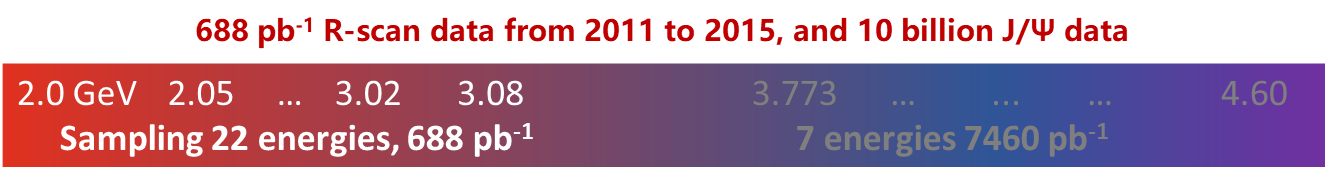 688 pb⁻¹ R-scan data from 2011 to 2015, and 10 billion J/Ψ data
2.0 GeV 2.05 … 3.02 3.08 3.773 … … … 4.60
Sampling 22 energies, 688 pb⁻¹ 7 energies 7460 pb⁻¹